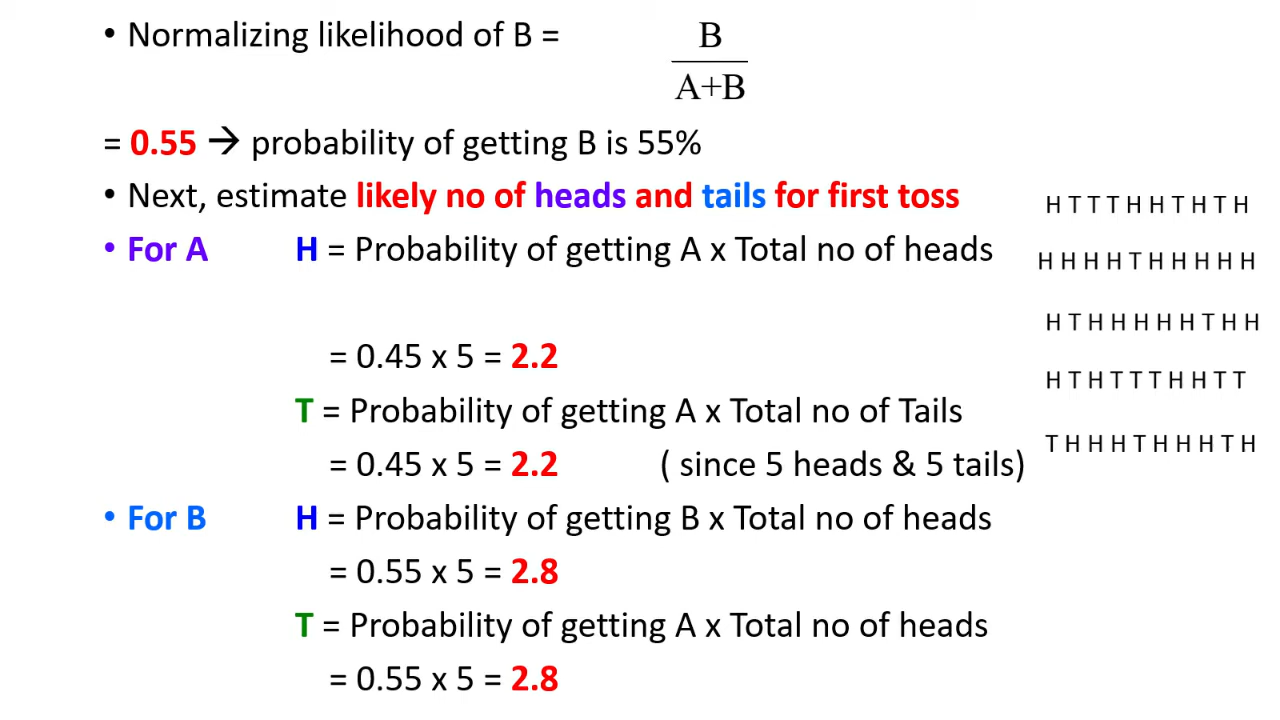 • Normalizing likelihood of B = B
A+B
= 0.55 → probability of getting B is 55%
• Next, estimate likely no of heads and tails for first toss
• For A H = Probability of getting A x Total no of heads
= 0.45 x 5 = 2.2
T = Probability of getting A x Total no of Tails
= 0.45 x 5 = 2.2 ( since 5 heads & 5 tails)
• For B H = Probability of getting B x Total no of heads
= 0.55 x 5 = 2.8
T = Probability of getting A x Total no of heads
= 0.55 x 5 = 2.8
H T T T H H T H T H
H H H H T H H H H H
H T H H H H H T H H
H T H T T T H H T T
T H H H T H H H T H